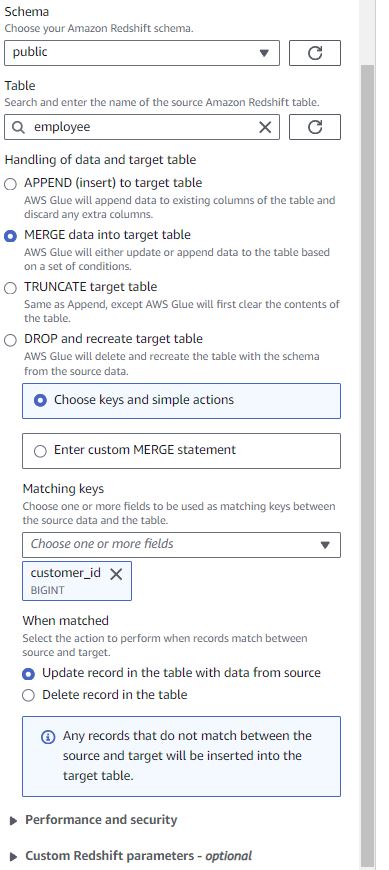 Schema
Choose your Amazon Redshift schema.
public
Table
Search and enter the name of the source Amazon Redshift table.
employee
Handling of data and target table
APPEND (insert) to target table
AWS Glue will append data to existing columns of the table and
discard any extra columns.
MERGE data into target table
AWS Glue will either update or append data to the table based
on a set of conditions.
TRUNCATE target table
Same as Append, except AWS Glue will first clear the contents of
the table.
DROP and recreate target table
AWS Glue will delete and recreate the table with the schema
from the source data.
Choose keys and simple actions
Enter custom MERGE statement
Matching keys
Choose one or more fields to be used as matching keys between
the source data and the table.
Choose one or more fields
customer_id
BIGINT
When matched
Select the action to perform when records match between
source and target.
Update record in the table with data from source
Delete record in the table
Any records that do not match between the
source and target will be inserted into the
target table.
Performance and security
Custom Redshift parameters - optional